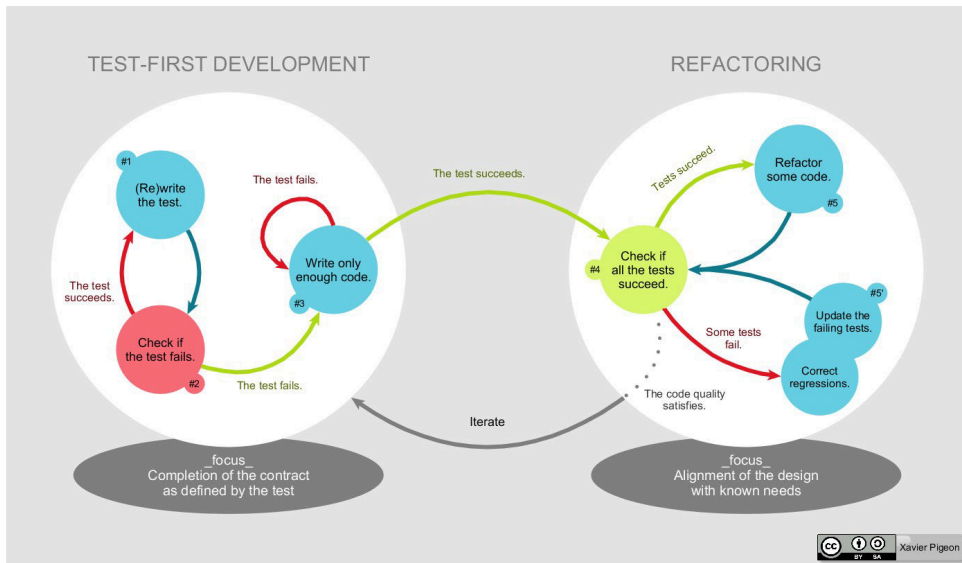 TEST-FIRST DEVELOPMENT
REFACTORING
#1
(Re)write
the test.
The test
succeeds.
Check if
the test fails.
#2
The test fails.
The test fails.
Write only
enough code.
#3
The test succeeds.
#4
Check if
all the tests
succeed.
Tests succeed.
Refactor
some code.
#5
#5'
Update the
failing tests.
Correct
regressions.
Some tests
fail.
The code quality
satisfies.
Iterate
_focus_
Completion of the contract
as defined by the test
_focus_
Alignment of the design
with known needs
cc
BY SA
Xavier Pigeon